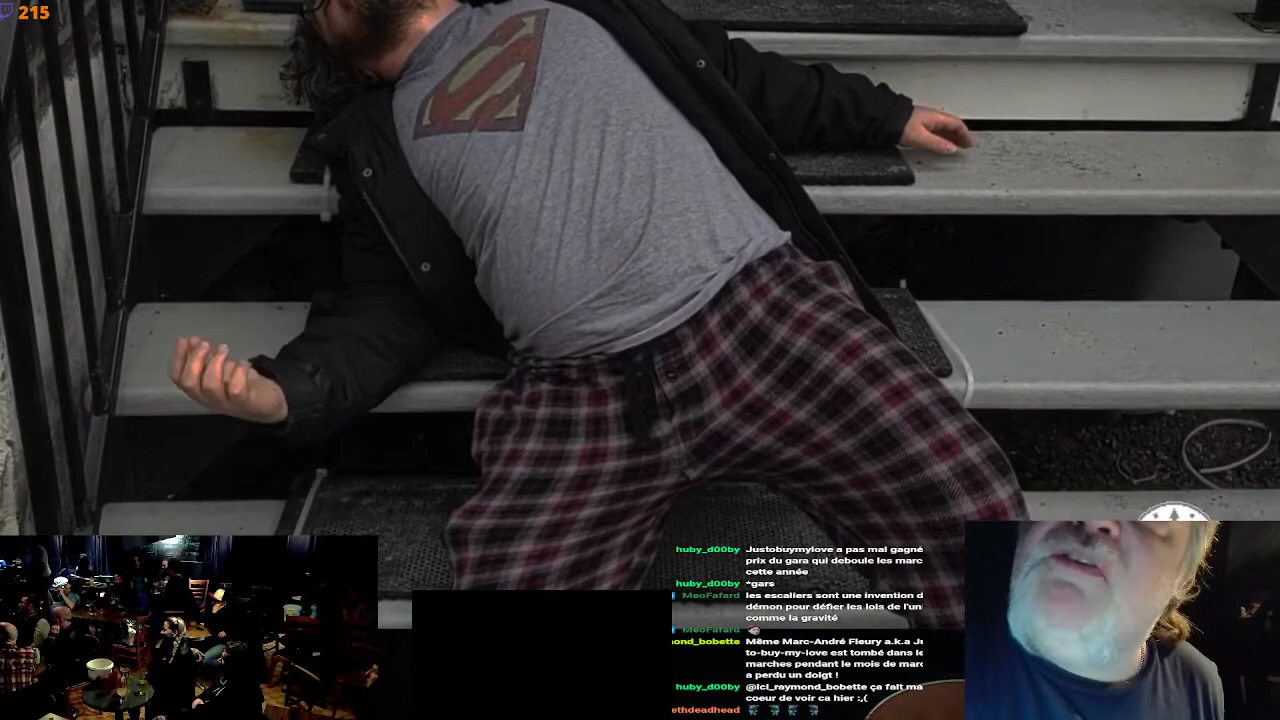 215
huby_d00by Justobuymylove a pas mal gagné
prix du gara qui deboule les marc
cette année
huby_d00by *gars
MeoFafard les escaliers sont une invention d
démon pour défier les lois de l'uni
comme la gravité
MeoFafard
ond_bobette Même Marc-André Fleury a.k.a Ju
to-buy-my-love est tombé dans le
marches pendant le mois de marc
a perdu un doigt !
huby_d00by @ici_raymond_bobette ça fait ma
coeur de voir ca hier :,(
ethdeadhead